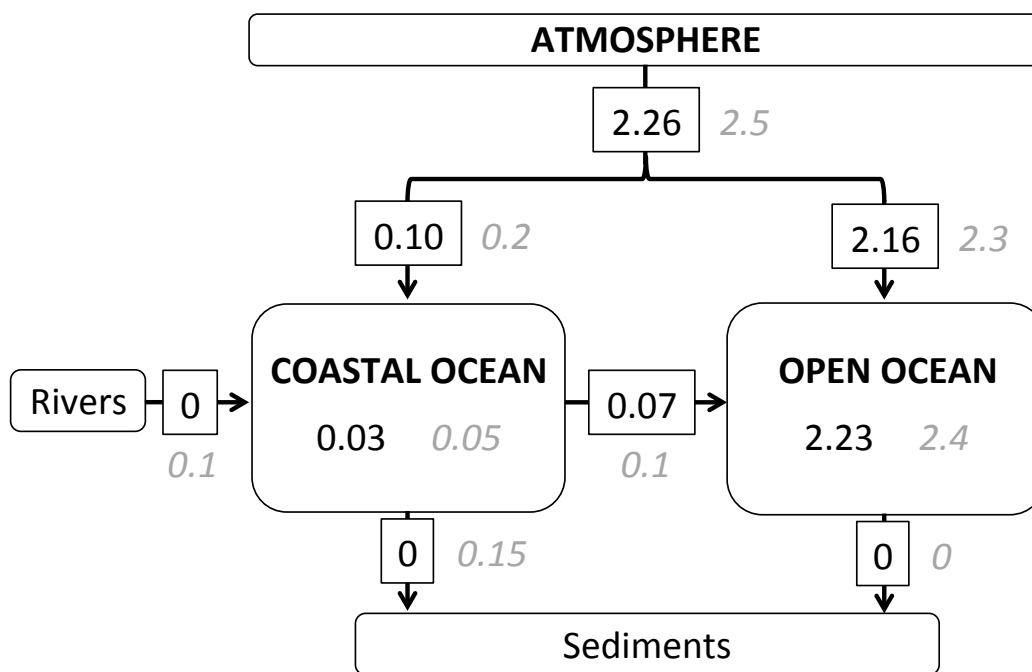 ATMOSPHERE
2.26 2.5
0.10 0.2
2.16 2.3
COASTAL OCEAN
0.03 0.05
OPEN OCEAN
2.23 2.4
Rivers
0
0.1
0.07
0.1
0 0.15
0 0
Sediments